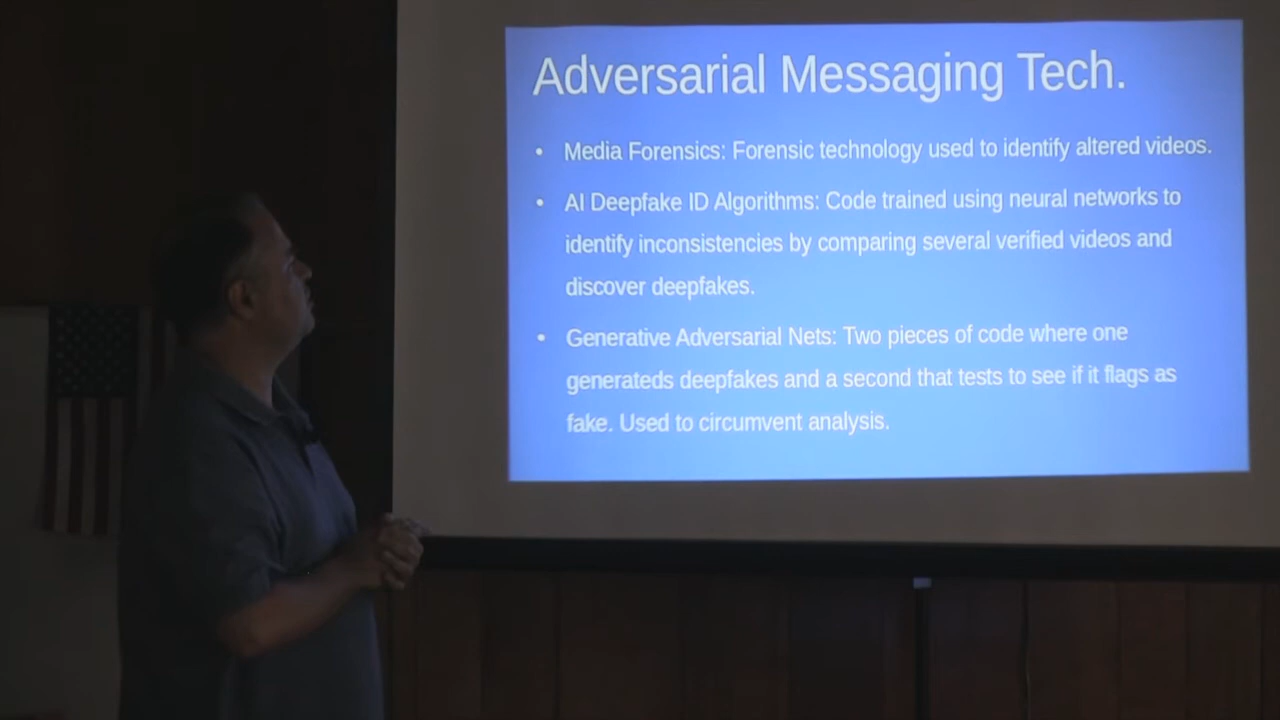 Adversarial Messaging Tech.
• Media Forensics: Forensic technology used to identify altered videos.
• AI Deepfake ID Algorithms: Code trained using neural networks to
identify inconsistencies by comparing several verified videos and
discover deepfakes.
• Generative Adversarial Nets: Two pieces of code where one
generateds deepfakes and a second that tests to see if it flags as
fake. Used to circumvent analysis.